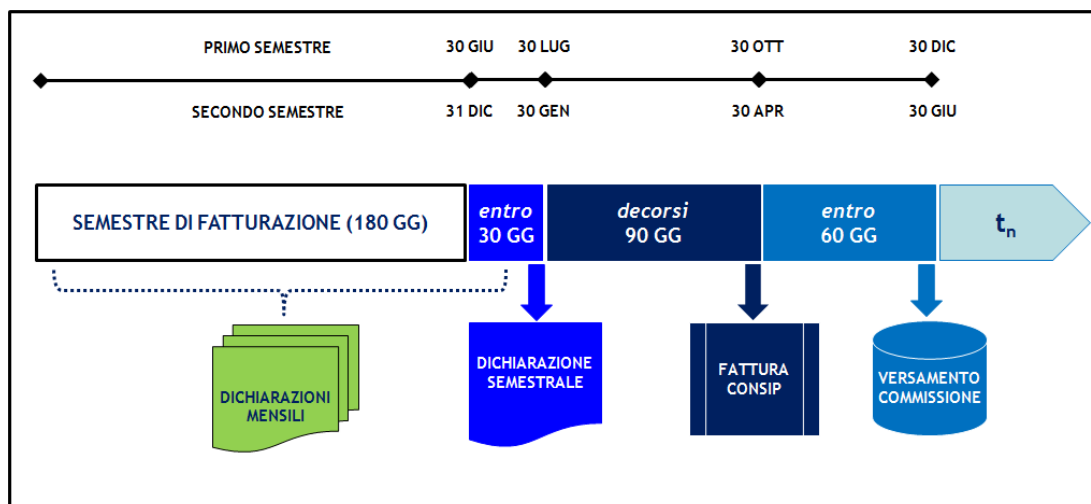 PRIMO SEMESTRE
30 GIU
30 LUG
30 OTT
30 DIC
SECONDO SEMESTRE
31 DIC
30 GEN
30 APR
30 GIU
SEMESTRE DI FATTURAZIONE (180 GG)
entro
30 GG
decorsi
90 GG
entro
60 GG
tn
DICHIARAZIONI
MENSILI
DICHIARAZIONE
SEMESTRALE
FATTURA
CONSIP
VERSAMENTO
COMMISSIONE